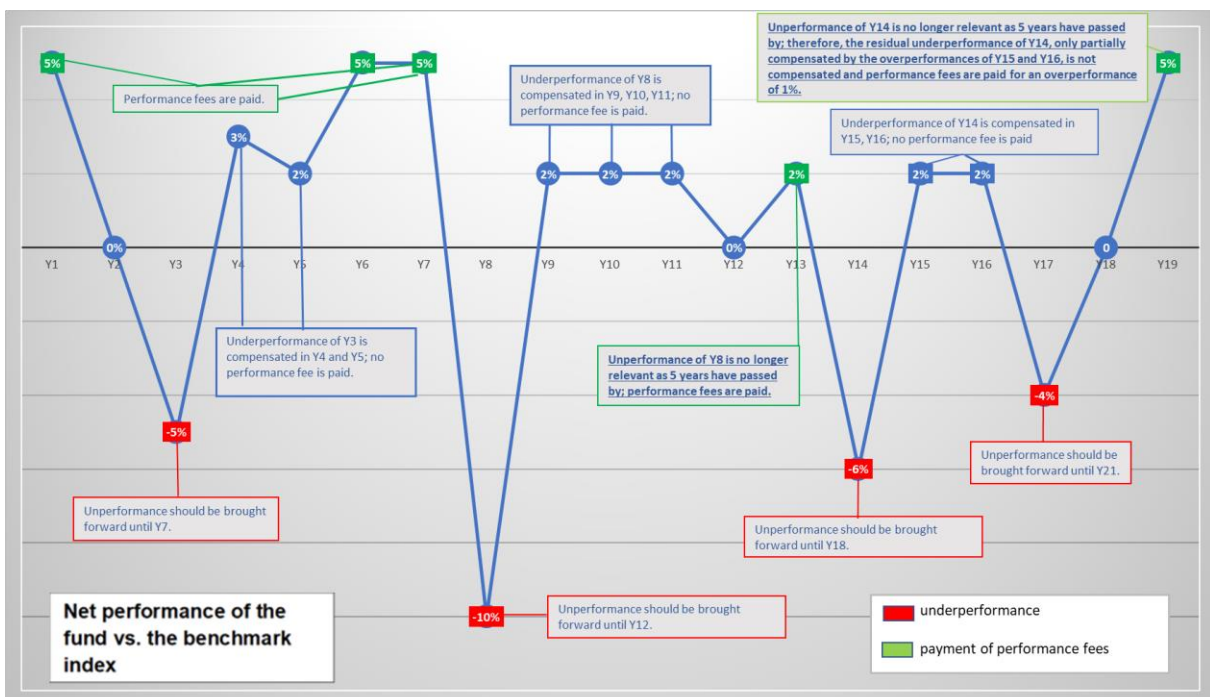 Unperformance of Y14 is no longer relevant as 5 years have passed
by; therefore, the residual underperformance of Y14, only partially
compensated by the overperformances of Y15 and Y16, is not
compensated and performance fees are paid for an overperformance
of 1%.
5%
5%
5%
5%
Performance fees are paid.
Underperformance of Y8 is
compensated in Y9, Y10, Y11; no
performance fee is paid.
Underperformance of Y14 is compensated in
Y15, Y16; no performance fee is paid
3%
2%
2%
2%
2%
2%
2%
2%
0%
0%
0
Y1
Y2
Y3
Y4
Y5
Y6
Y7
Y8
Y9
Y10
Y11
Y12
Y13
Y14
Y15
Y16
Y17
Y18
Y19
Underperformance of Y3 is
compensated in Y4 and Y5; no
performance fee is paid.
Unperformance of Y8 is no longer
relevant as 5 years have passed
by; performance fees are paid.
-4%
-5%
-6%
Unperformance should be
brought forward until Y21.
Unperformance should be brought
forward until Y7.
Unperformance should be brought
forward until Y18.
-10%
Unperformance should be brought
forward until Y12.
Net performance of the
fund vs. the benchmark
index
underperformance
payment of performance fees